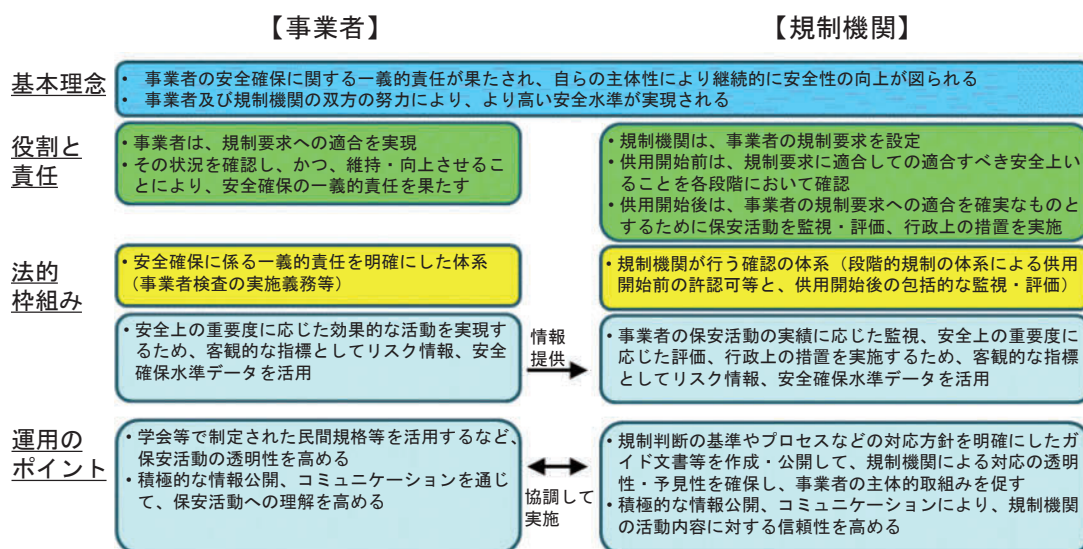 【事業者】
【規制機関】
基本理念
• 事業者の安全確保に関する一義的責任が果たされ、自らの主体性により継続的に安全性の向上が図られる
• 事業者及び規制機関の双方の努力により、より高い安全水準が実現される
役割と
責任
• 事業者は、規制要求への適合を実現
• その状況を確認し、かつ、維持・向上させるこ
とにより、安全確保の一義的責任を果たす
• 規制機関は、事業者の規制要求を設定
• 供用開始前は、規制要求に適合しての適合すべき安全上い
ることを各段階において確認
• 供用開始後は、事業者の規制要求への適合を確実なものと
するために保安活動を監視・評価、行政上の措置を実施
法的
枠組み
• 安全確保に係る一義的責任を明確にした体系
（事業者検査の実施義務等）
• 規制機関が行う確認の体系（段階的規制の体系による供用
開始前の許認可等と、供用開始後の包括的な監視・評価）
• 安全上の重要度に応じた効果的な活動を実現す
るため、客観的な指標としてリスク情報、安全
確保水準データを活用
情報
提供
• 事業者の保安活動の実績に応じた監視、安全上の重要度に
応じた評価、行政上の措置を実施するため、客観的な指標
としてリスク情報、安全確保水準データを活用
運用の
ポイント
• 学会等で制定された民間規格等を活用するなど、
保安活動の透明性を高める
• 積極的な情報公開、コミュニケーションを通じ
て、保安活動への理解を高める
協調して
実施
• 規制判断の基準やプロセスなどの対応方針を明確にしたガ
イド文書等を作成・公開して、規制機関による対応の透明
性・予見性を確保し、事業者の主体的取組みを促す
• 積極的な情報公開、コミュニケーションにより、規制機関
の活動内容に対する信頼性を高める